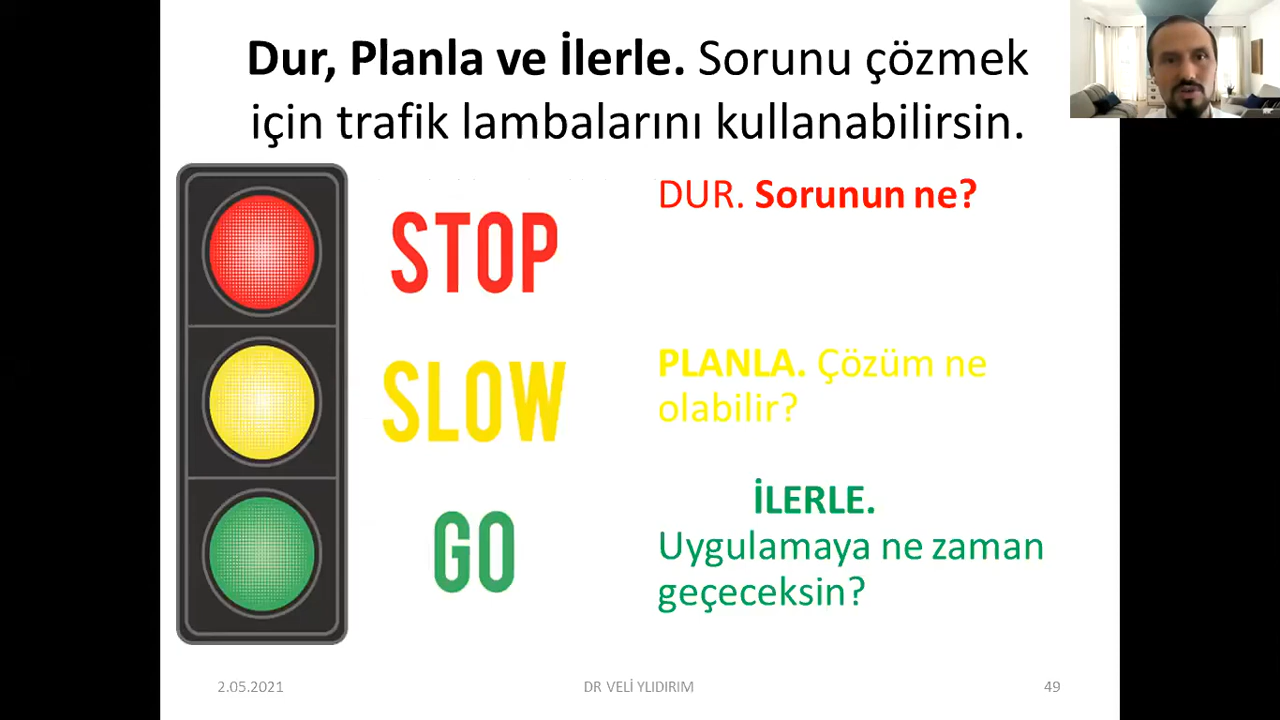 Dur, Planla ve İlerle. Sorunu çözmek
için trafik lambalarını kullanabilirsin.
STOP
DUR. Sorunun ne?
SLOW
PLANLA. Çözüm ne
olabilir?
GO
İLERLE.
Uygulamaya ne zaman
geçeceksin?
2.05.2021
DR VELİ YLIDIRIM
49